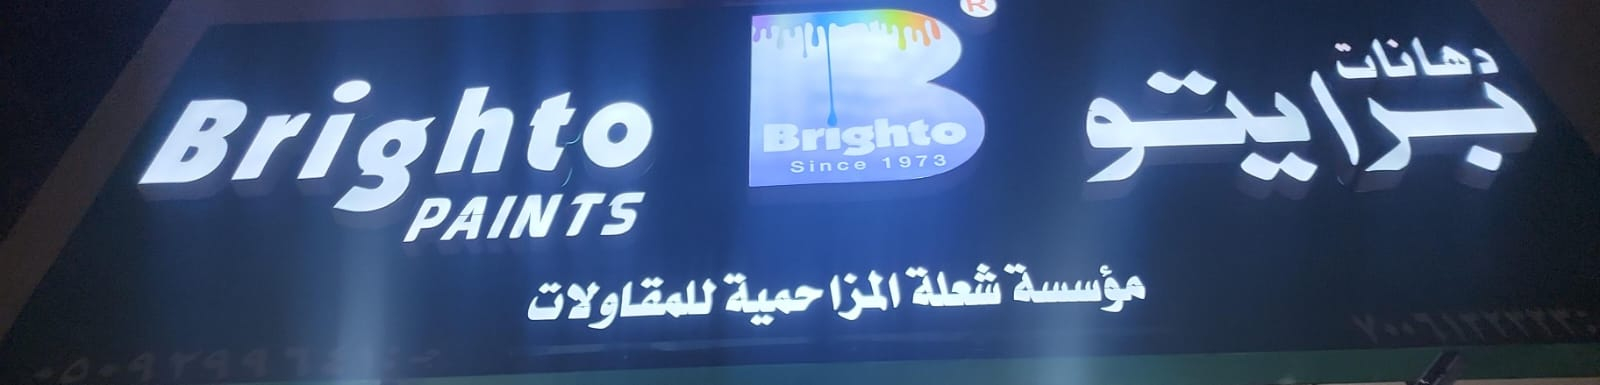 Brighto
PAINTS
®
Brighto
Since 1973
دهانات
برايتو
مؤسسة شعلة المزاحمية للمقاولات